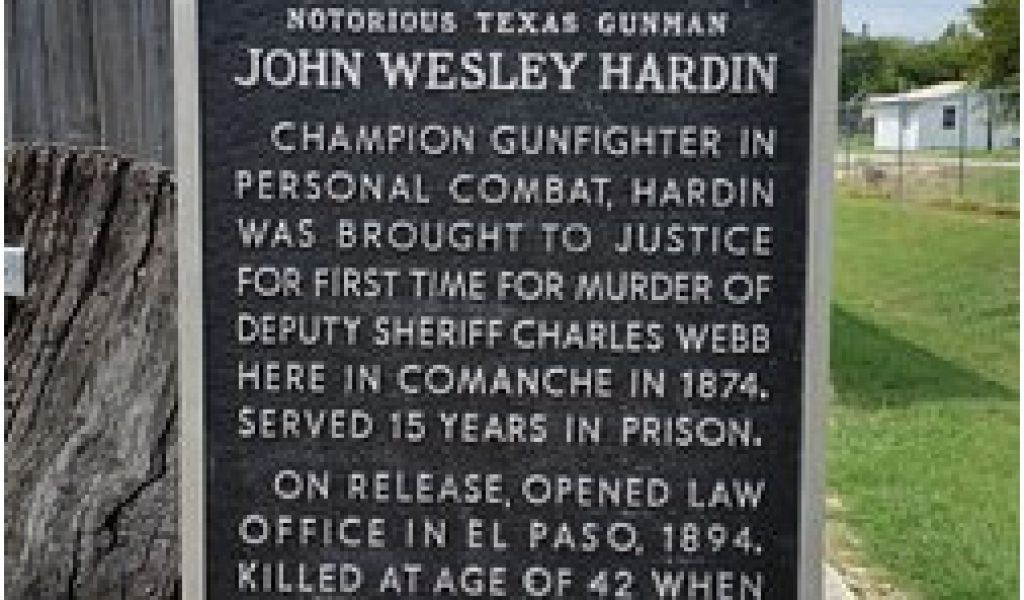 NOTORIOUS TEXAS GUNMAN
JOHN WESLEY HARDIN
CHAMPION GUNFIGHTER IN
PERSONAL COMBAT, HARDIN
WAS BROUGHT TO JUSTICE
FOR FIRST TIME FOR MURDER OF
DEPUTY SHERIFF CHARLES WEBB
HERE IN COMANCHE IN 1874.
SERVED 15 YEARS IN PRISON.
ON RELEASE, OPENED LAW
OFFICE IN EL PASO, 1894.
KILLED AT AGE OF 42 WHEN